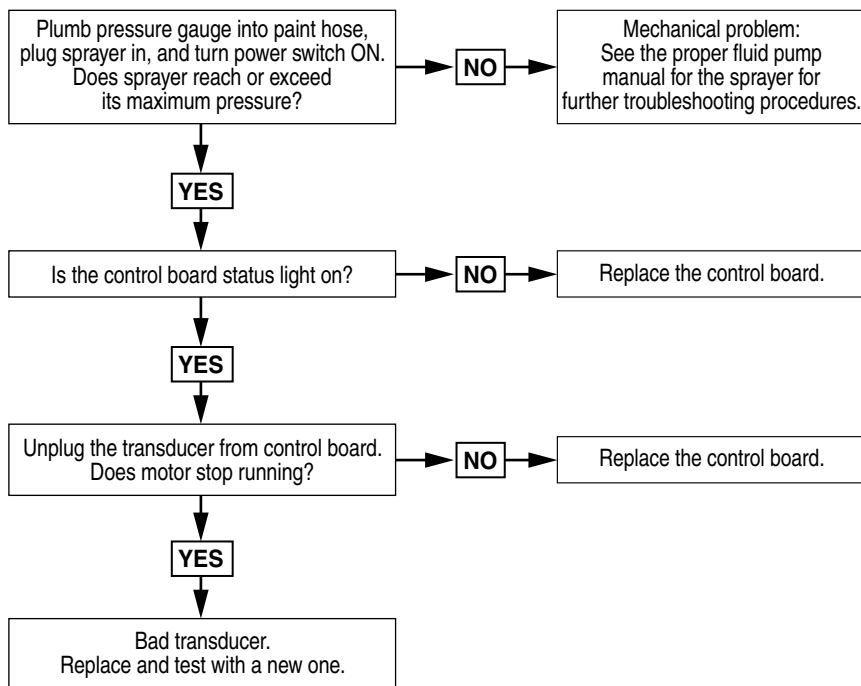 Plumb pressure gauge into paint hose,
plug sprayer in, and turn power switch ON.
Does sprayer reach or exceed
its maximum pressure?
NO
Mechanical problem:
See the proper fluid pump
manual for the sprayer for
further troubleshooting procedures.
YES
Is the control board status light on?
NO
Replace the control board.
YES
Unplug the transducer from control board.
Does motor stop running?
NO
Replace the control board.
YES
Bad transducer.
Replace and test with a new one.